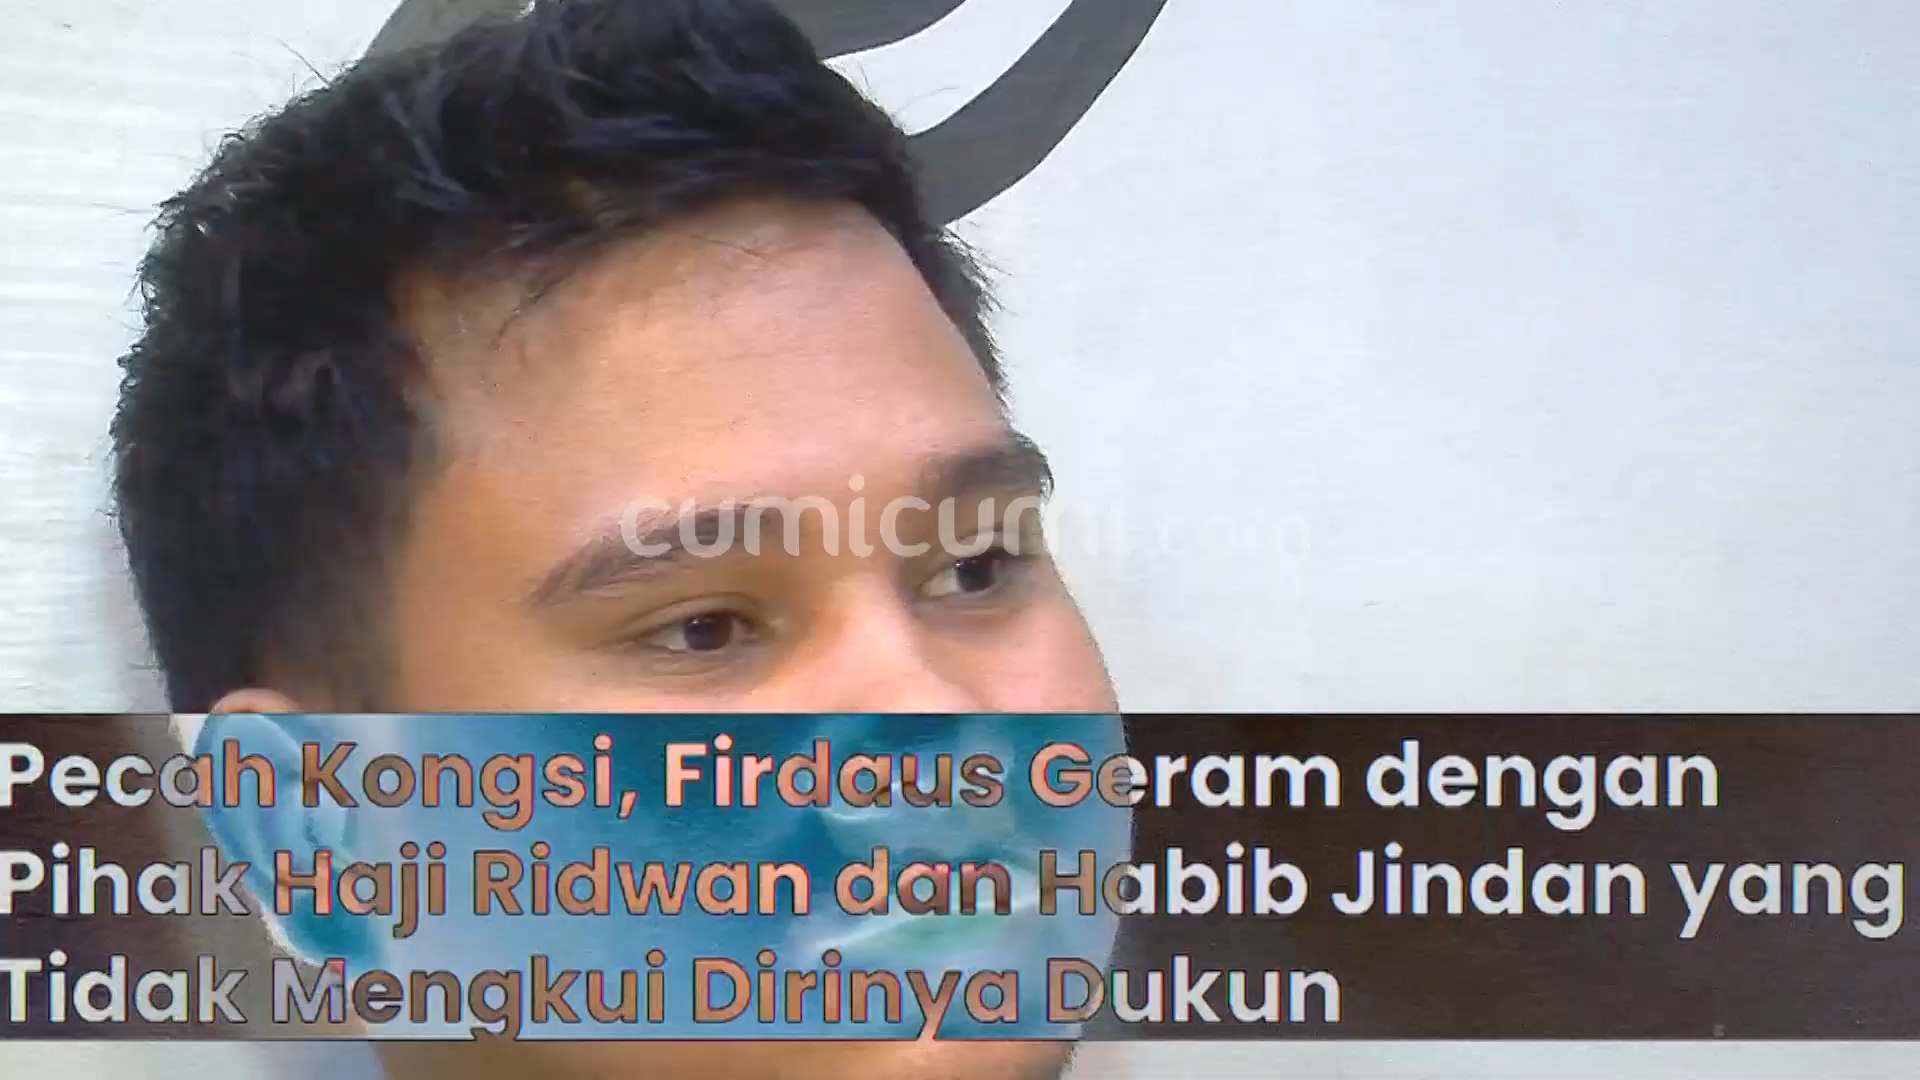 cumicumi.com
Pecah Kongsi, Firdaus Geram dengan
Pihak Haji Ridwan dan Habib Jindan yang
Tidak Mengkui Dirinya Dukun